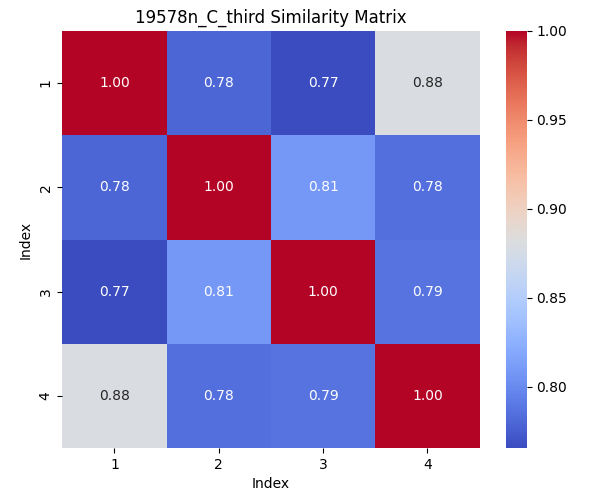 19578n_C_third Similarity Matrix
1.00 0.78 0.77 0.88
0.78 1.00 0.81 0.78
0.77 0.81 1.00 0.79
0.88 0.78 0.79 1.00
1
2
3
4
Index
1 2 3 4
Index
1.00
0.95
0.90
0.85
0.80